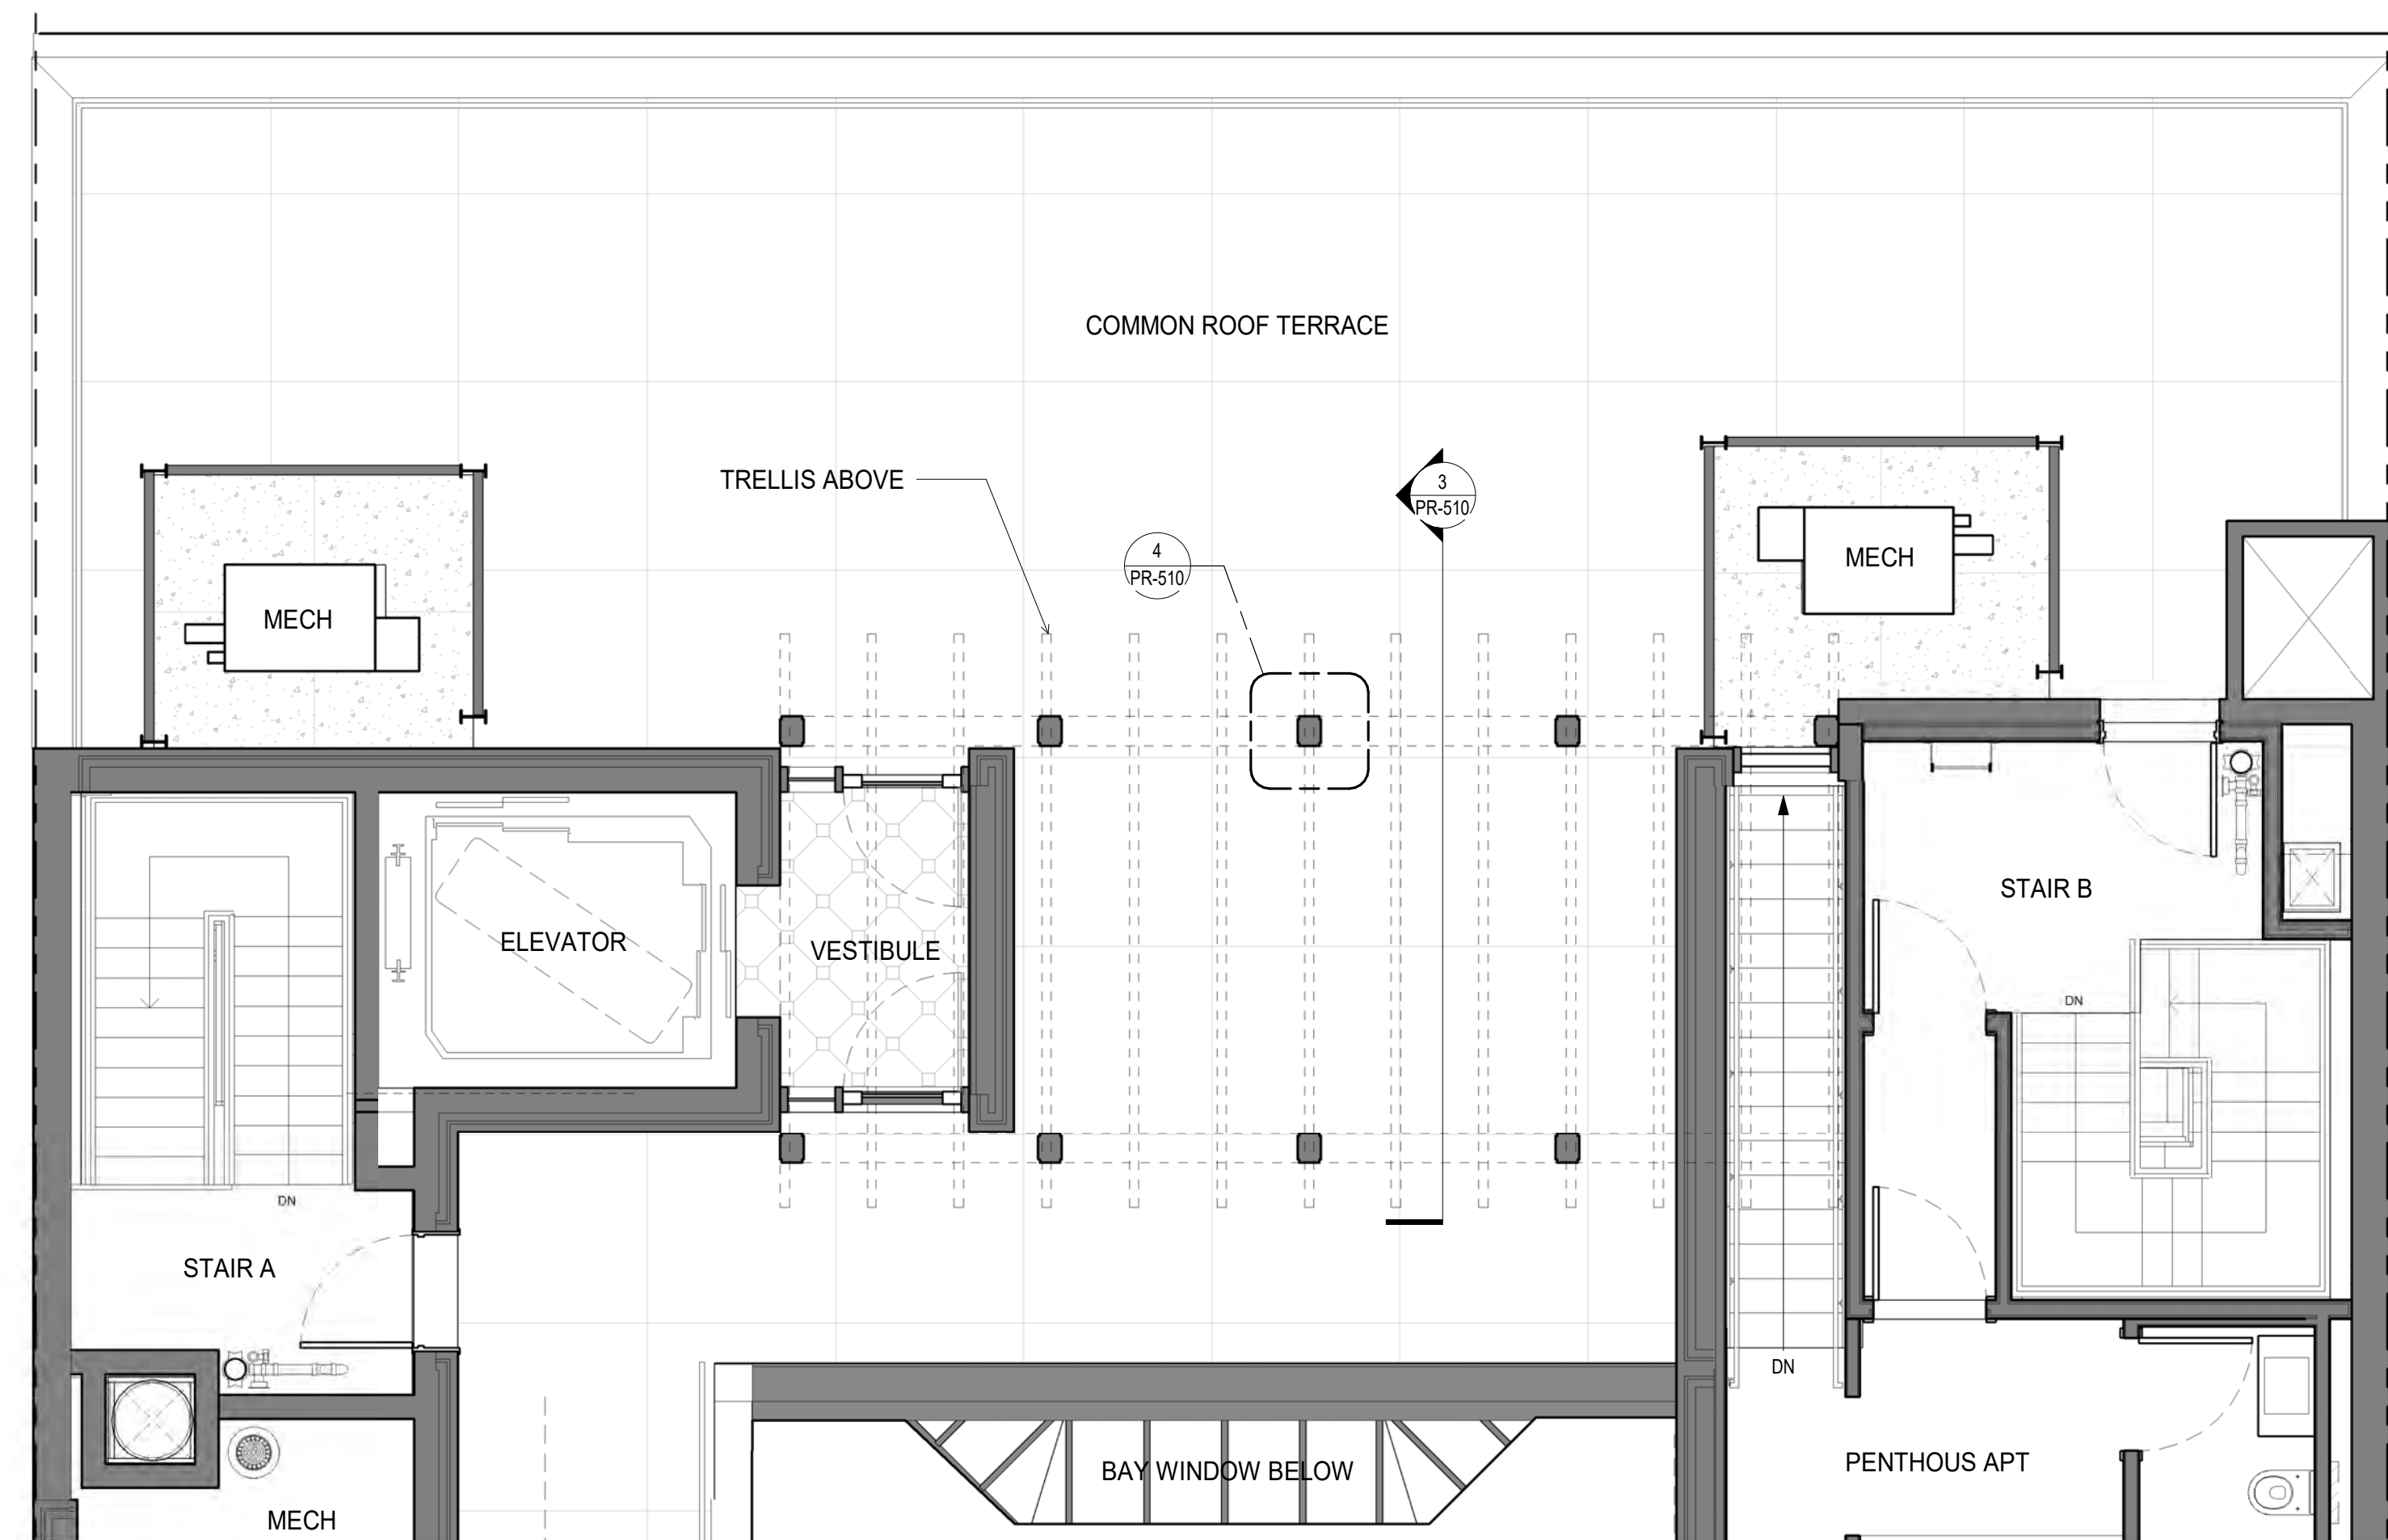 COMMON ROOF TERRACE
TRELLIS ABOVE
3
PR-510
4
PR-510
MECH
MECH
STAIR B
ELEVATOR
VESTIBULE
DN
DN
STAIR A
DN
PENTHOUS APT
BAY WINDOW BELOW
MECH